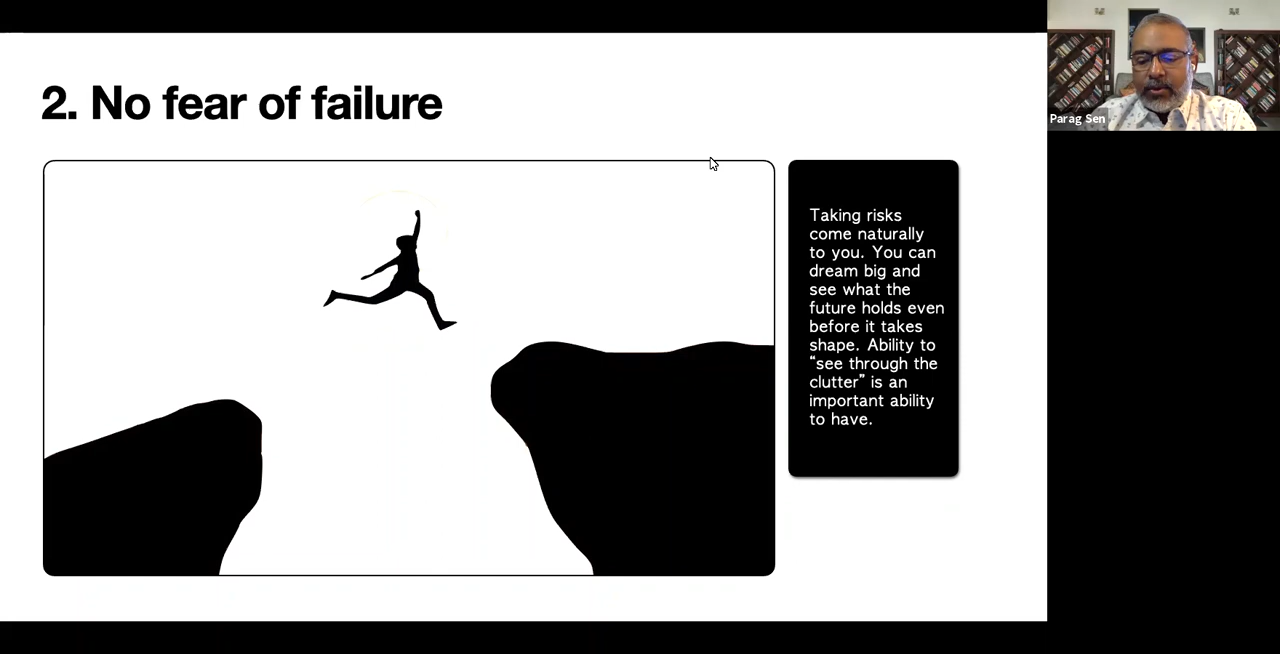 2. No fear of failure
Taking risks
come naturally
to you. You can
dream big and
see what the
future holds even
before it takes
shape. Ability to
“see through the
clutter” is an
important ability
to have.
Parag Sen